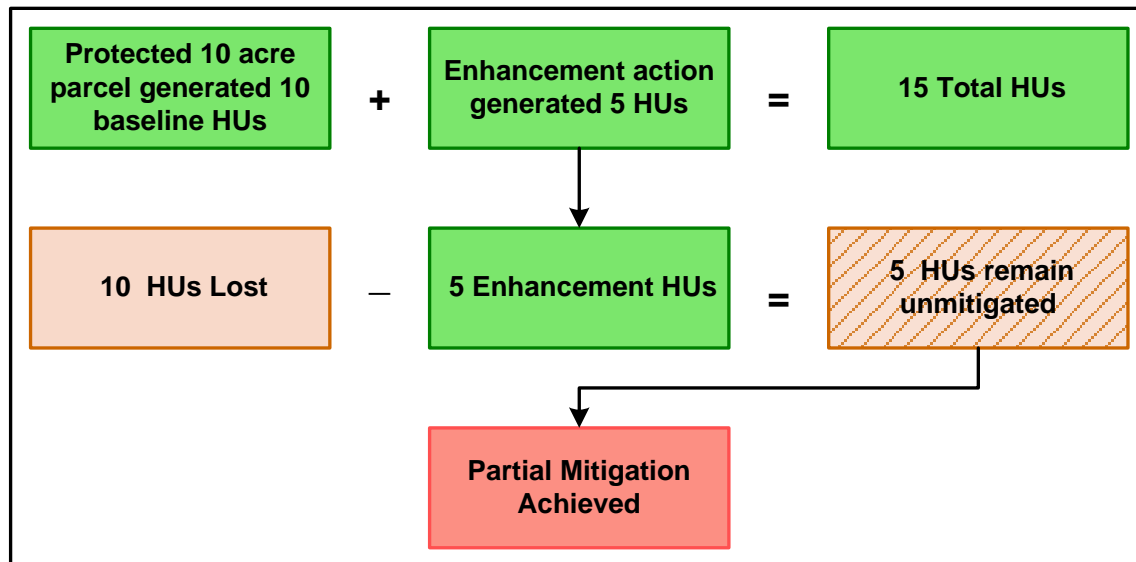 Protected 10 acre
parcel generated 10
baseline HUs
+
Enhancement action
generated 5 HUs
=
15 Total HUs
10 HUs Lost
–
5 Enhancement HUs
=
5 HUs remain
unmitigated
Partial Mitigation
Achieved